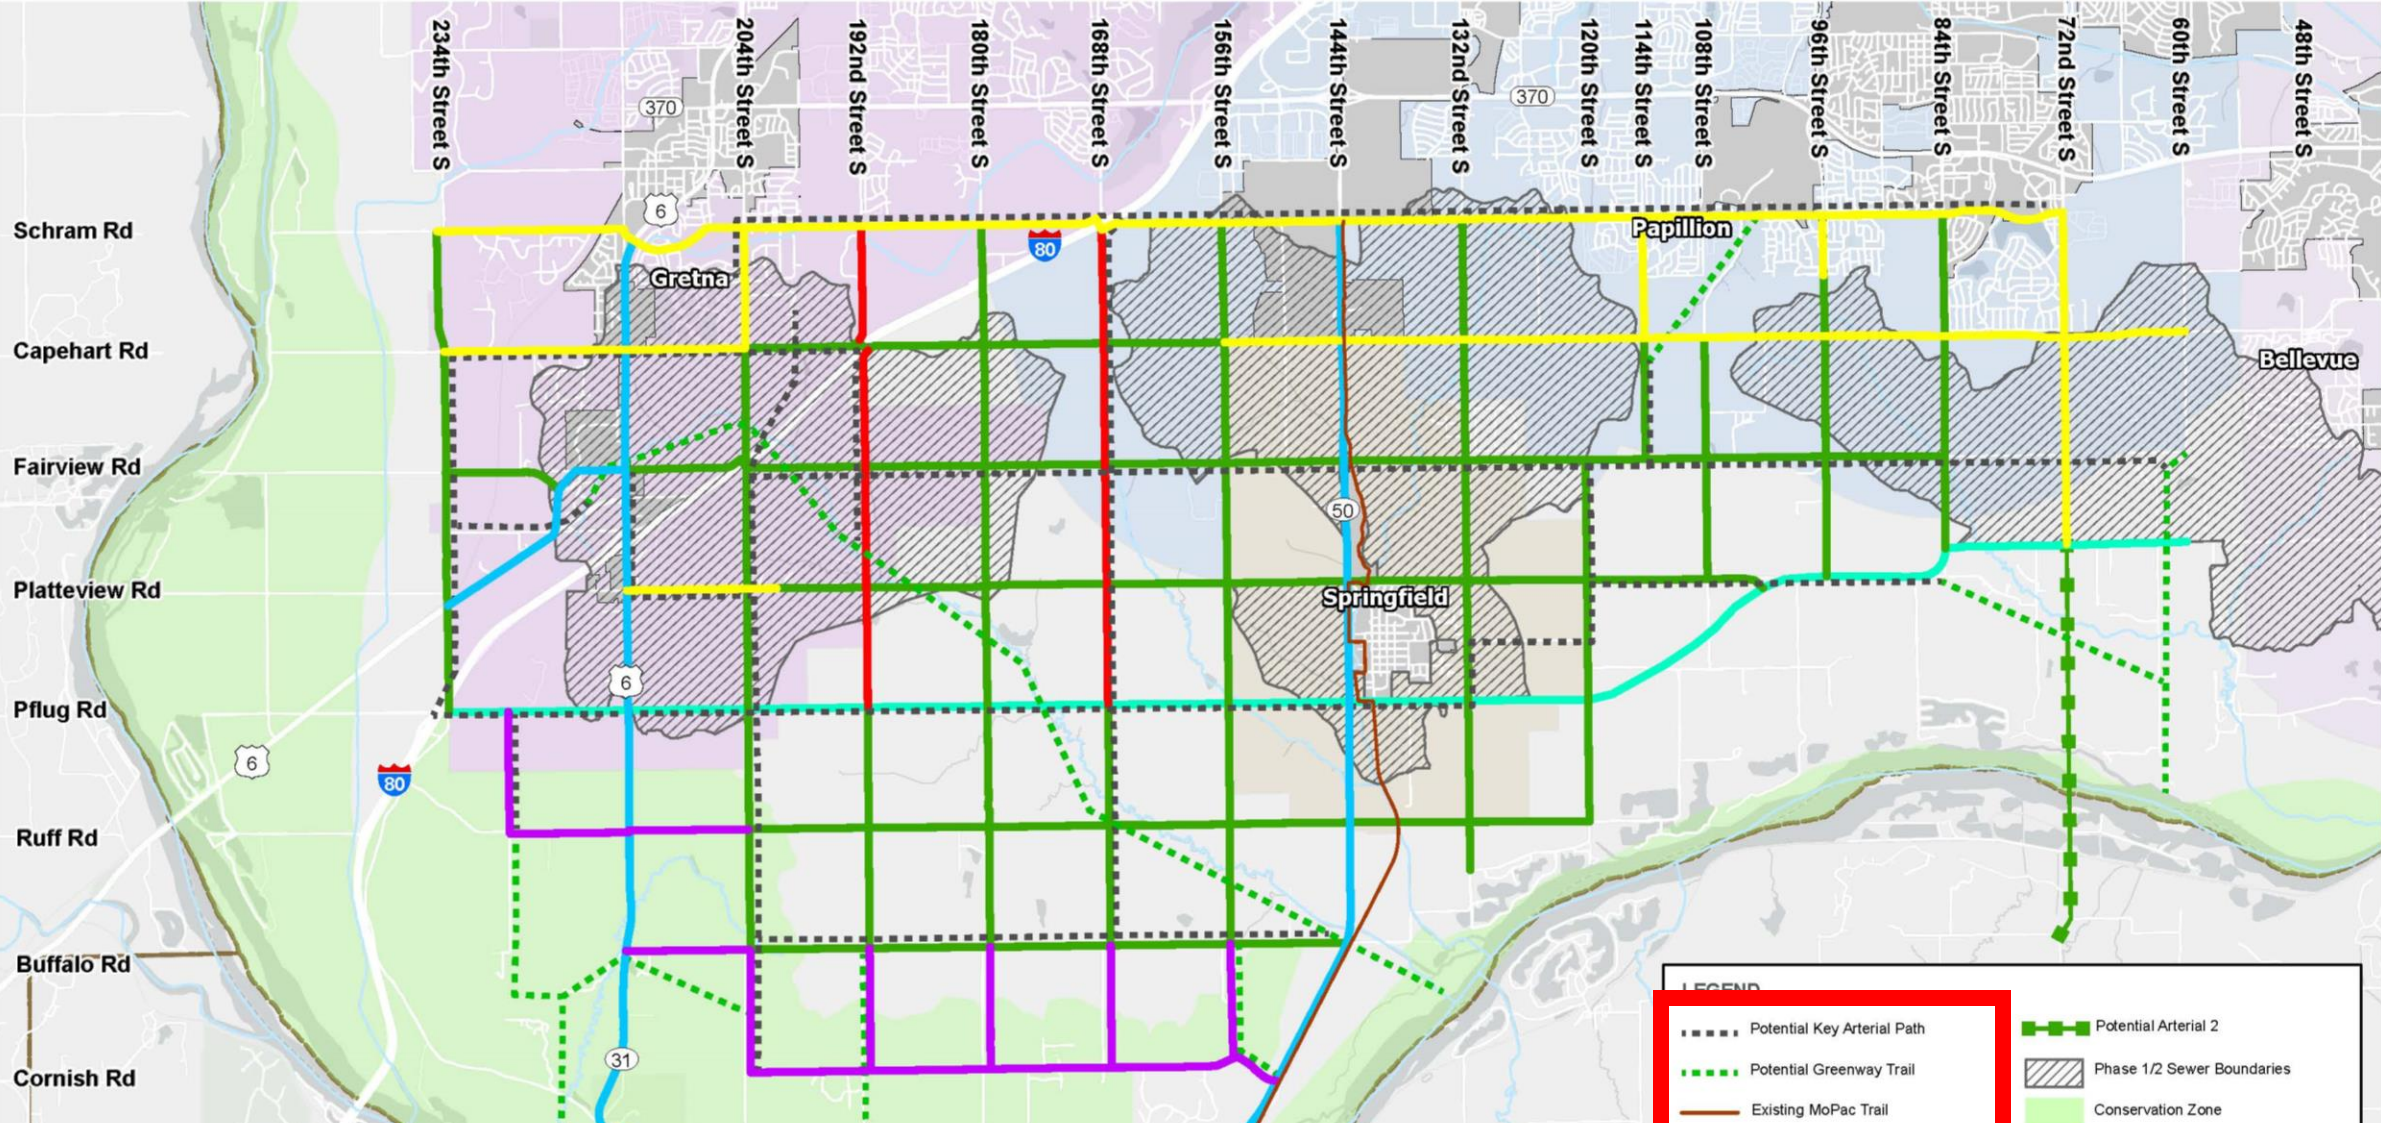 234th Street S
204th Street S
192nd Street S
180th Street S
168th Street S
156th Street S
144th Street S
132nd Street S
120th Street S
114th Street S
108th Street S
96th Street S
84th Street S
72nd Street S
60th Street S
48th Street S
370
370
6
Schram Rd
Papillion
80
Gretna
Capehart Rd
Bellevue
Fairview Rd
50
Platteview Rd
Springfield
6
Pflug Rd
6
80
Ruff Rd
Buffalo Rd
31
Cornish Rd
LEGEND
Potential Key Arterial Path
Potential Greenway Trail
Existing MoPac Trail
Potential Arterial 2
Phase 1/2 Sewer Boundaries
Conservation Zone